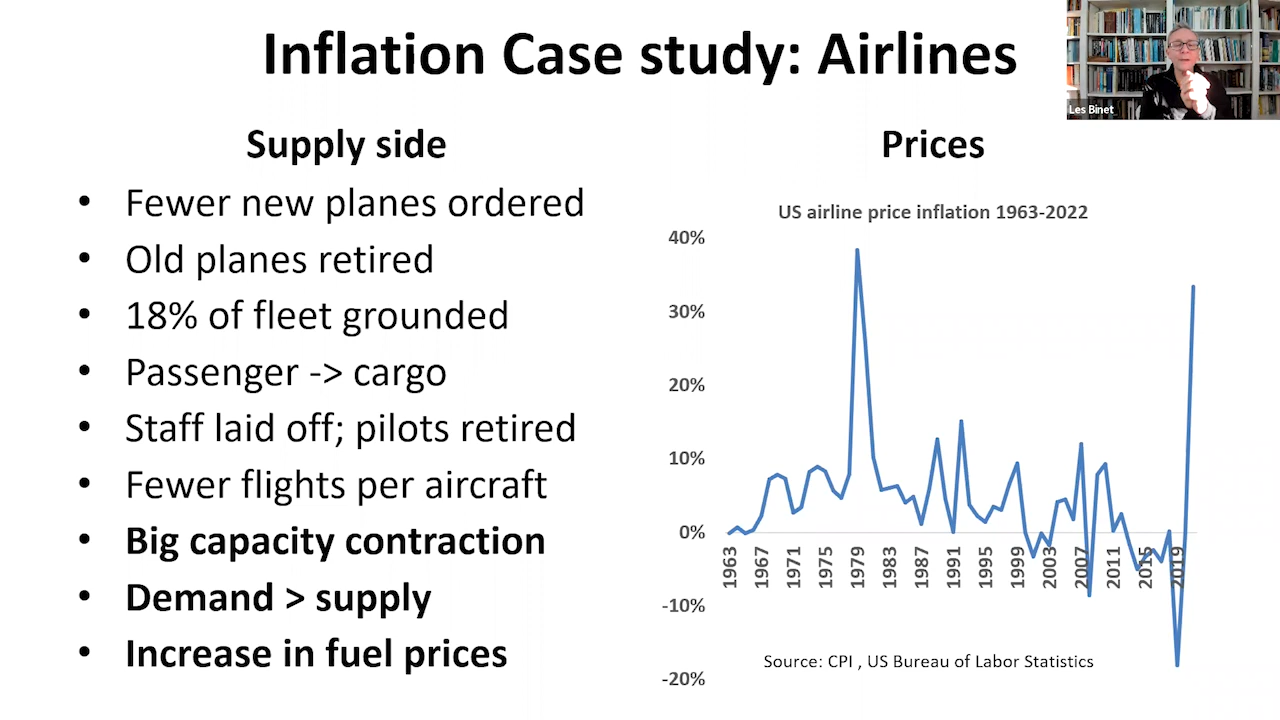 Inflation Case study: Airlines
Les Binet
Supply side
• Fewer new planes ordered
• Old planes retired
• 18% of fleet grounded
• Passenger -> cargo
• Staff laid off; pilots retired
• Fewer flights per aircraft
• Big capacity contraction
• Demand > supply
• Increase in fuel prices
Prices
US airline price inflation 1963-2022
40%
30%
20%
10%
0%
-10%
-20%
1963 1967 1971 1975 1979 1983 1987 1991 1995 1999 2003 2007 2011 2015 2019
Source: CPI , US Bureau of Labor Statistics